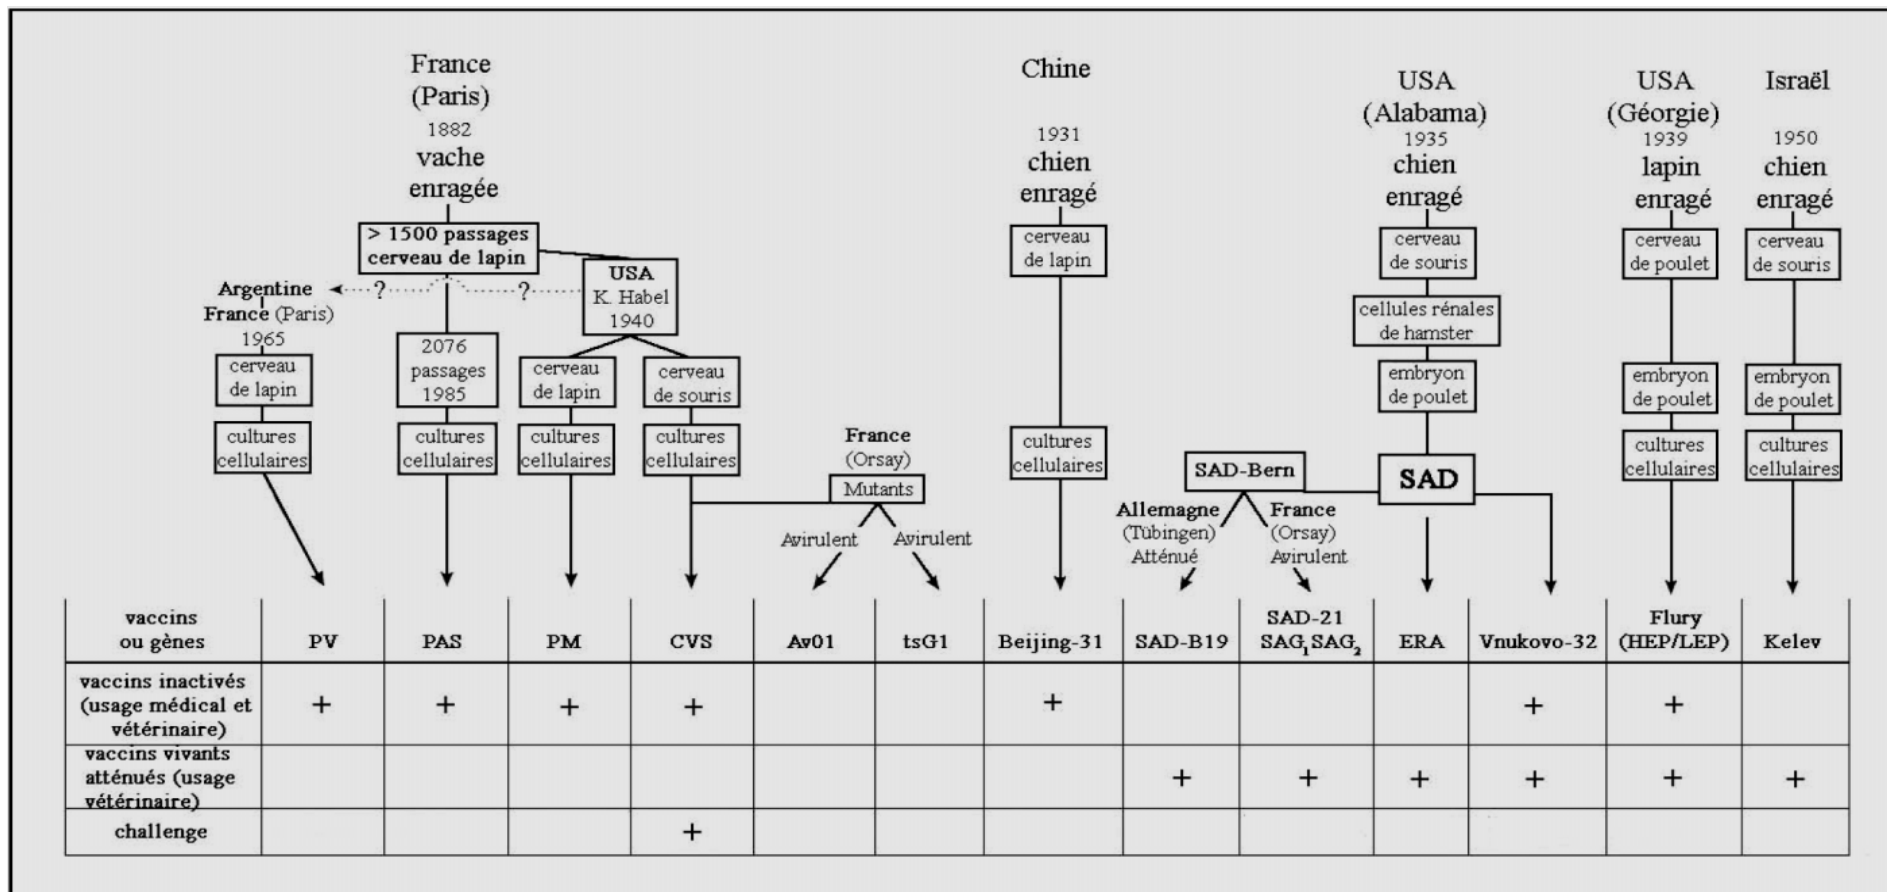 France
(Paris)
1882
vache
enragée
> 1500 passages
cerveau de lapin
Argentine
France (Paris)
1965
?
?
USA
K. Habel
1940
cerveau
de lapin
2076
passages
1985
cerveau
de lapin
cerveau
de souris
cultures
cellulaires
cultures
cellulaires
cultures
cellulaires
cultures
cellulaires
France
(Orsay)
Mutants
Avirulent
Avirulent
Chine
1931
chien
enragé
cerveau
de lapin
cultures
cellulaires
USA
(Alabama)
1935
chien
enragé
cerveau
de souris
cellules rénales
de hamster
embryon
de poulet
SAD
SAD-Bern
Allemagne
(Tübingen)
Atténué
France
(Orsay)
Avirulent
USA
(Géorgie)
1939
lapin
enragé
cerveau
de poulet
embryon
de poulet
cultures
cellulaires
Israël
1950
chien
enragé
cerveau
de souris
embryon
de poulet
cultures
cellulaires
vaccins
ou gènes
PV
PAS
PM
CVS
Av01
tsG1
Beijing-31
SAD-B19
SAD-21
SAG₁SAG₂
ERA
Vnukovo-32
Flury
(HEP/LEP)
Kelev
vaccins inactivés
(usage médical et
vétérinaire)
+ + + + + + +
vaccins vivants
atténués (usage
vétérinaire)
+ + + + + +
challenge
+